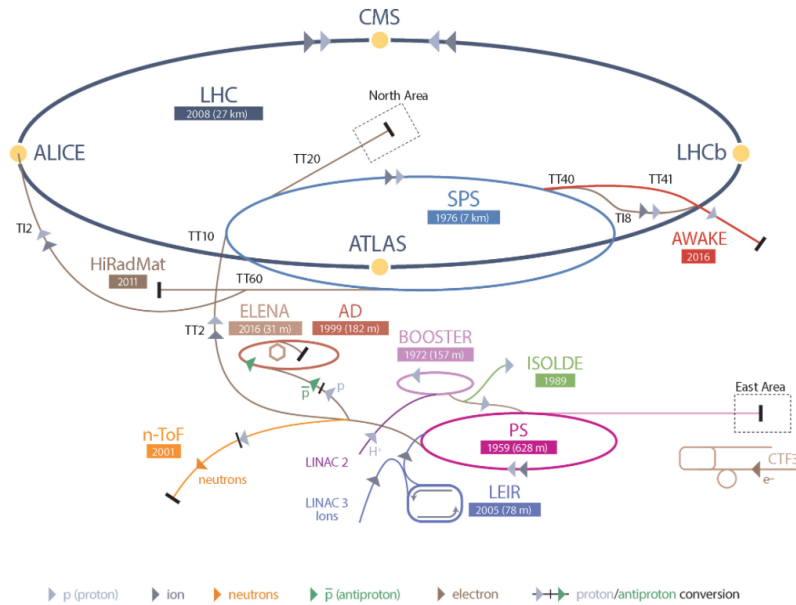 CMS
LHC
2008 (27 km)
North Area
ALICE
TT20
LHCb
TT40
TT41
SPS
1976 (7 km)
TI8
TI2
TT10
ATLAS
AWAKE
2016
HiRadMat
2011
TT60
ELENA
2016 (31 m)
AD
1999 (182 m)
TT2
BOOSTER
1972 (157 m)
ISOLDE
1989
p̅
p
East Area
n-ToF
2001
PS
1959 (628 m)
H⁺
LINAC 2
neutrons
CTF3
e⁻
LINAC 3
Ions
LEIR
2005 (78 m)
p (proton)
ion
neutrons
p̅ (antiproton)
electron
proton/antiproton conversion